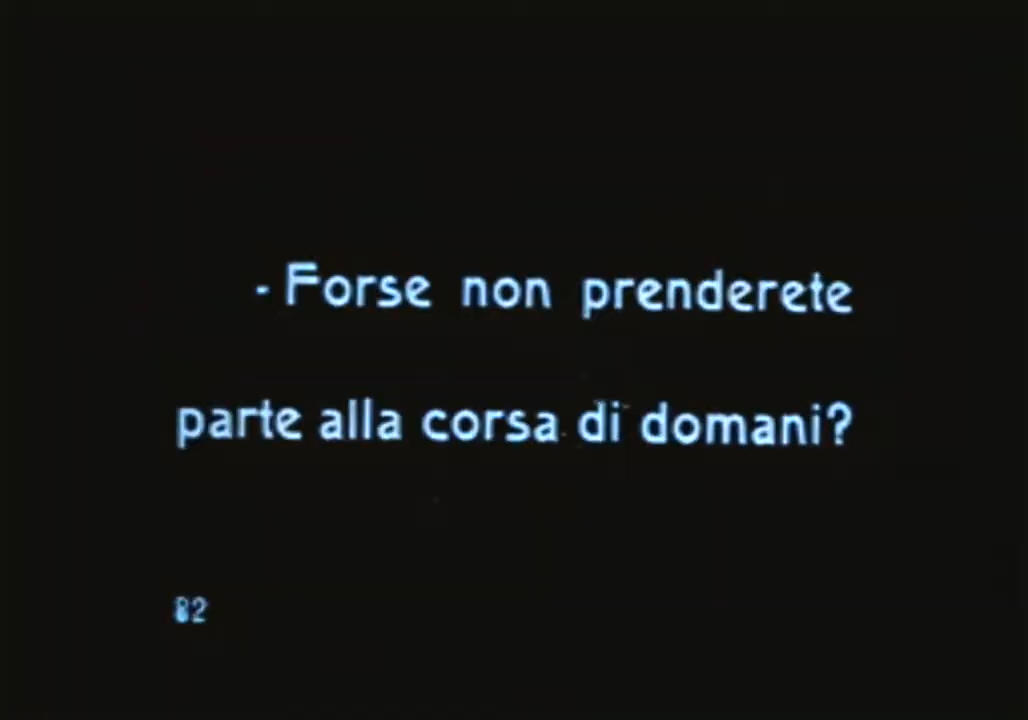 - Forse non prenderete
parte alla corsa di domani?
82